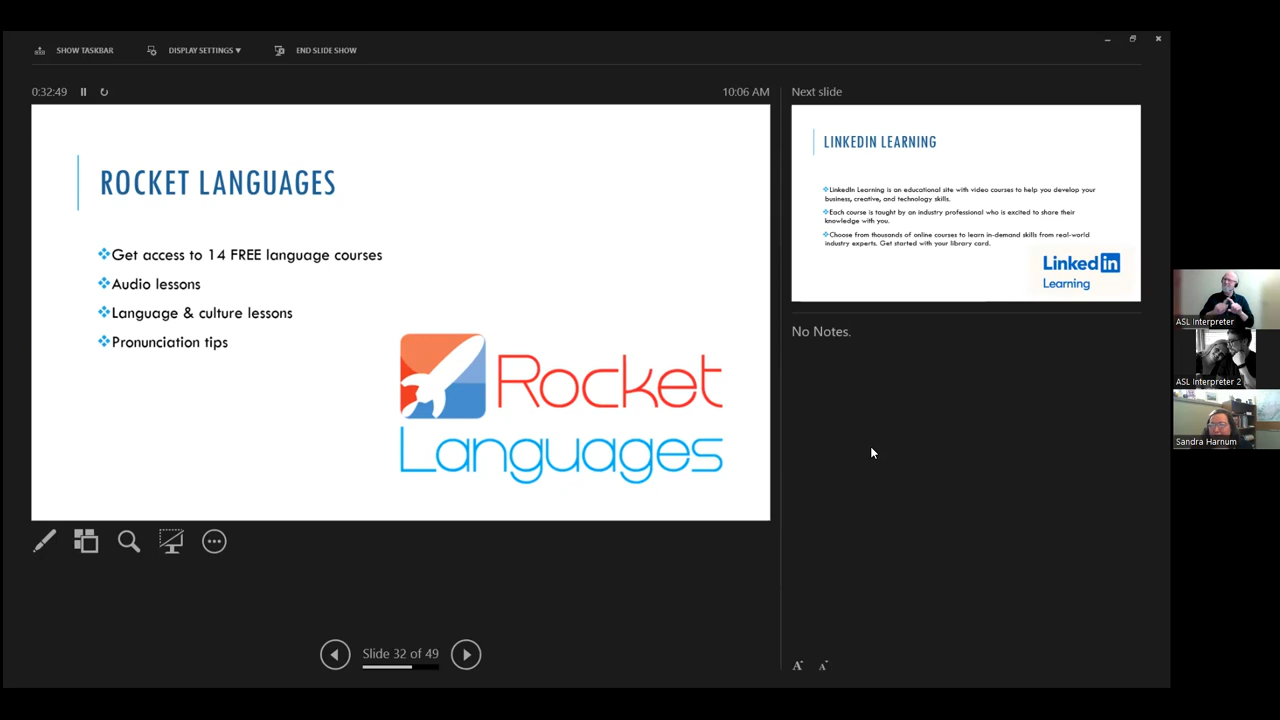 SHOW TASKBAR
DISPLAY SETTINGS ▼
END SLIDE SHOW
0:32:49
10:06 AM
ROCKET LANGUAGES
❖Get access to 14 FREE language courses
❖Audio lessons
❖Language & culture lessons
❖Pronunciation tips
Rocket
Languages
Slide 32 of 49
Next slide
LINKEDIN LEARNING
❖LinkedIn Learning is an educational site with video courses to help you develop your
business, creative, and technology skills.
❖Each course is taught by an industry professional who is excited to share their
knowledge with you.
❖Choose from thousands of online courses to learn in-demand skills from real-world
industry experts. Get started with your library card.
Linked in
Learning
No Notes.
A
A
ASL Interpreter
ASL Interpreter 2
Sandra Harnum